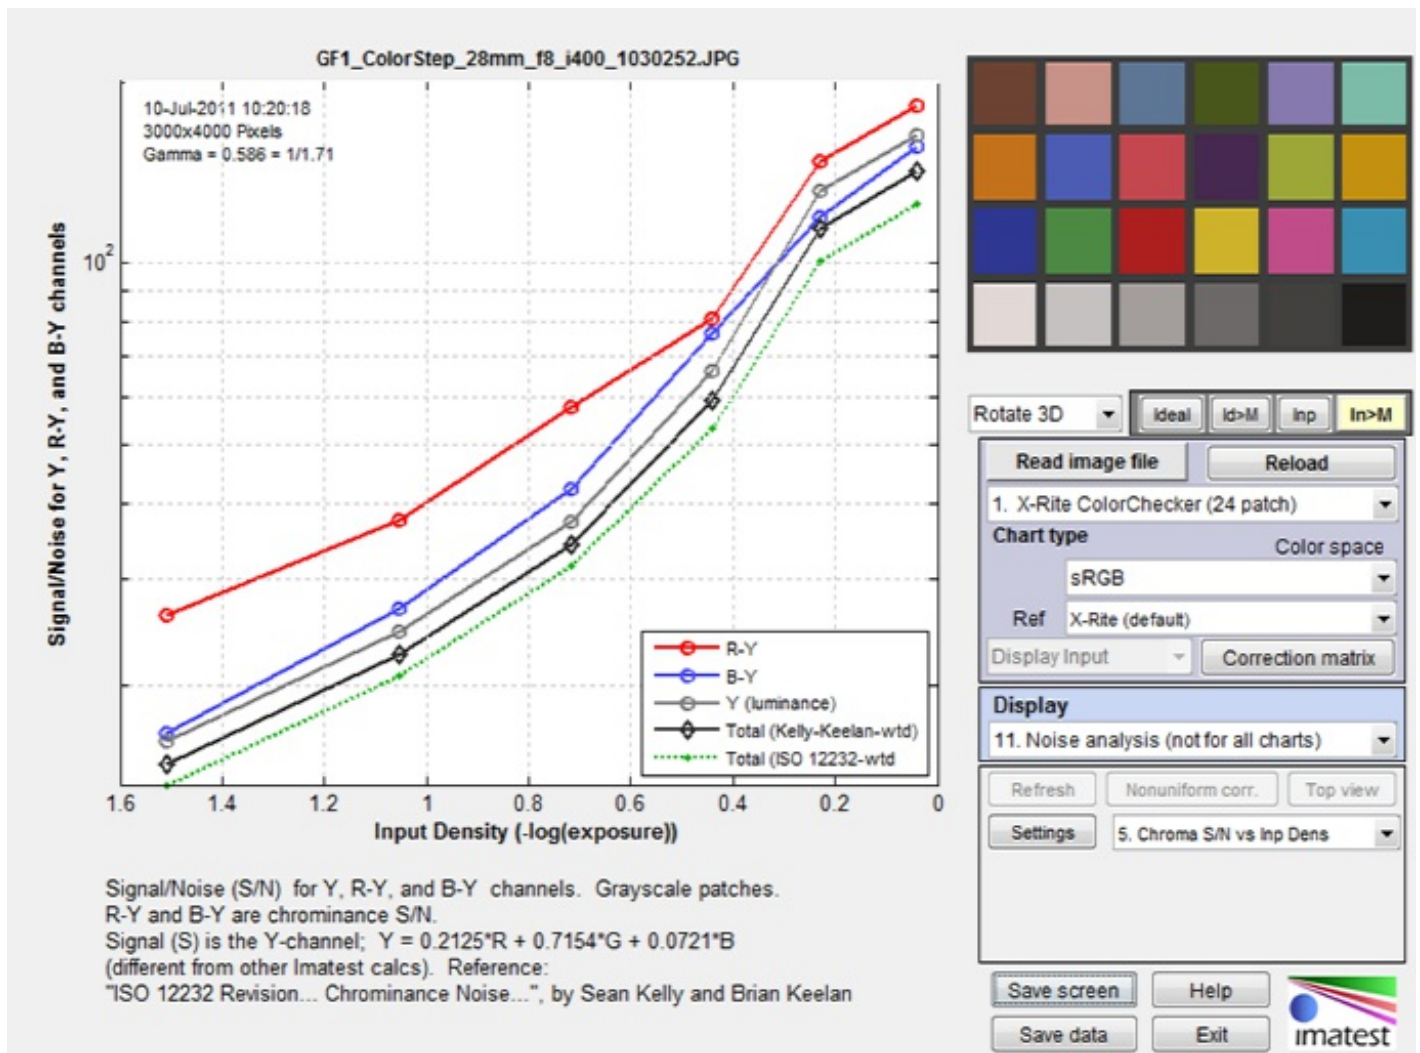 GF1_ColorStep_28mm_f8_i400_1030252.JPG
10-Jul-2011 10:20:18
3000x4000 Pixels
Gamma = 0.586 = 1/1.71
Signal/Noise for Y, R-Y, and B-Y channels
10^2
R-Y
B-Y
Y (luminance)
Total (Kelly-Keelan-wtd)
Total (ISO 12232-wtd
1.6 1.4 1.2 1 0.8 0.6 0.4 0.2 0
Input Density (-log(exposure))
Signal/Noise (S/N) for Y, R-Y, and B-Y channels. Grayscale patches.
R-Y and B-Y are chrominance S/N.
Signal (S) is the Y-channel; Y = 0.2125*R + 0.7154*G + 0.0721*B
(different from other Imatest calcs). Reference:
"ISO 12232 Revision... Chrominance Noise...", by Sean Kelly and Brian Keelan
Rotate 3D Ideal Id>M Inp In>M
Read image file Reload
1. X-Rite ColorChecker (24 patch)
Chart type
Color space
sRGB
Ref X-Rite (default)
Display Input Correction matrix
Display
11. Noise analysis (not for all charts)
Refresh Nonuniform corr. Top view
Settings 5. Chroma S/N vs Inp Dens
Save screen Help
Save data Exit
imatest